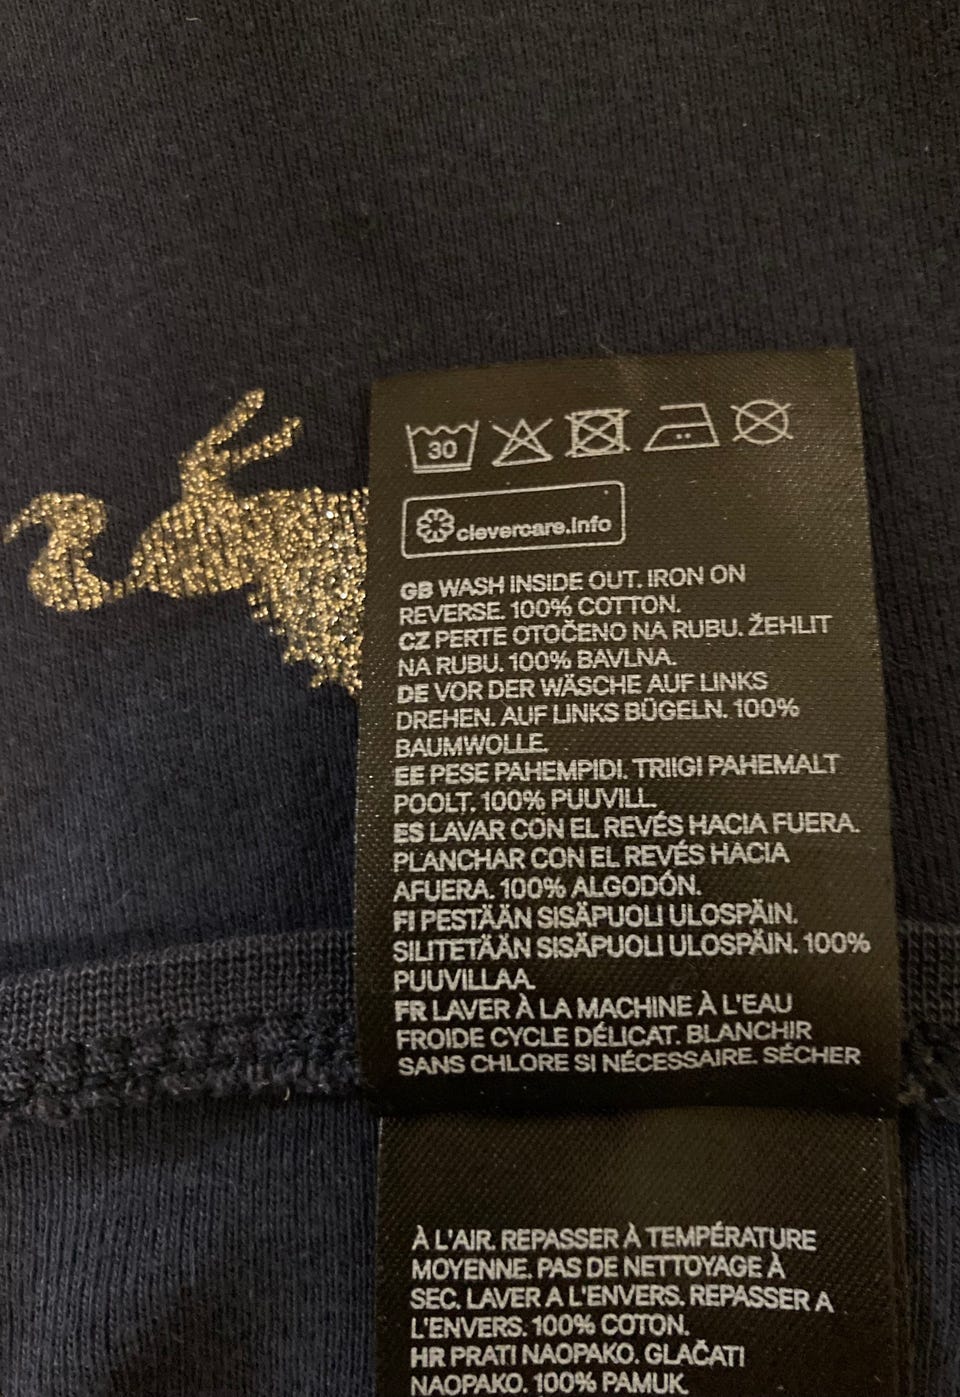 30
clevercare.info
GB WASH INSIDE OUT. IRON ON
REVERSE. 100% COTTON.
CZ PERTE OTOČENO NA RUBU. ŽEHLIT
NA RUBU. 100% BAVLNA.
DE VOR DER WÄSCHE AUF LINKS
DREHEN. AUF LINKS BÜGELN. 100%
BAUMWOLLE.
EE PESE PAHEMPIDI. TRIIGI PAHEMALT
POOLT. 100% PUUVILL.
ES LAVAR CON EL REVÉS HACIA FUERA.
PLANCHAR CON EL REVÉS HACIA
AFUERA. 100% ALGODÓN.
FI PESTÄÄN SISÄPUOLI ULOSPÄIN.
SILITETÄÄN SISÄPUOLI ULOSPÄIN. 100%
PUUVILLAA.
FR LAVER À LA MACHINE À L'EAU
FROIDE CYCLE DÉLICAT. BLANCHIR
SANS CHLORE SI NÉCESSAIRE. SÉCHER
À L'AIR. REPASSER À TEMPÉRATURE
MOYENNE. PAS DE NETTOYAGE À
SEC. LAVER A L'ENVERS. REPASSER A
L'ENVERS. 100% COTON.
HR PRATI NAOPAKO. GLAČATI
NAOPAKO. 100% PAMUK.